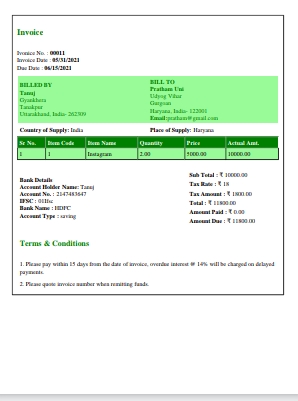 Invoice
Invoice No. : 00011
Invoice Date : 05/31/2021
Due Date : 06/15/2021
BILLED BY
Tanuj
Gyankhera
Tanakpur
Uttarakhand, India- 262309
BILL TO
Pratham Uni
Udyog Vihar
Gurgoan
Haryana, India- 122001
Email:pratham@gmail.com
Country of Supply: India
Place of Supply: Haryana
Sr No. Item Code Item Name Quantity Price Actual Amt.
1 1 Instagram 2.00 5000.00 10000.00
Sub Total : ₹ 10000.00
Tax Rate : ₹ 18
Tax Amount : ₹ 1800.00
Total : ₹ 11800.00
Amount Paid : ₹ 0.00
Amount Due : ₹ 11800.00
Bank Details
Account Holder Name: Tanuj
Account No. : 2147483647
IFSC :
Bank Name : HDFC
Account Type : saving
Terms & Conditions
1. Please pay within 15 days from the date of invoice, overdue interest @ 14% will be charged on delayed
payments.
2. Please quote invoice number when remitting funds.